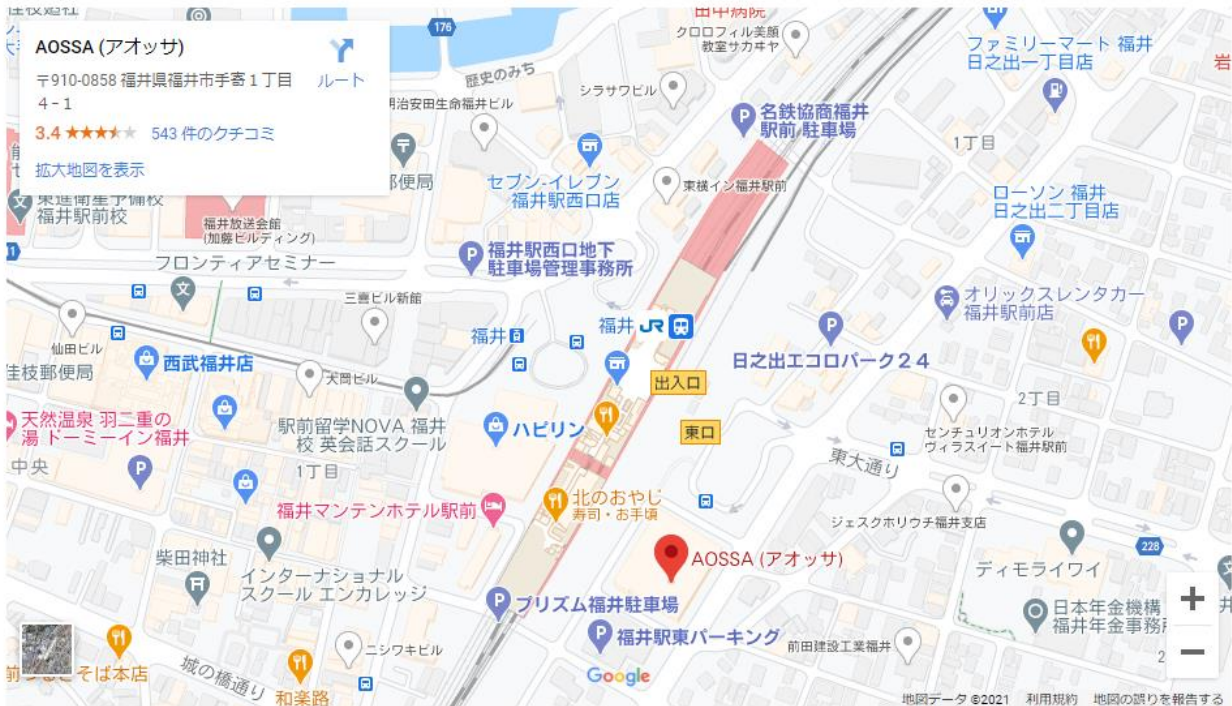 AOSSA (アオッサ)
〒910-0858 福井県福井市手寄１丁目
４−１
ルート
3.4
543 件のクチコミ
拡大地図を表示
176
田中病院
クロロフィル美顔
教室サカキヤ
ファミリーマート 福井
日之出一丁目店
岩
歴史のみち
シラサワビル
明治安田生命福井ビル
名鉄協商福井
駅前 駐車場
1丁目
郵便局
セブン-イレブン
福井駅西口店
東横イン福井駅前
ローソン 福井
日之出二丁目店
東進衛星予備校
福井駅前校
福井放送会館
(加藤ビルディング)
福井駅西口地下
駐車場管理事務所
フロンティアセミナー
オリックスレンタカー
福井駅前店
三喜ビル新館
仙田ビル
福井
福井 JR
日之出エコロパーク２４
佳枝郵便局
西武福井店
大岡ビル
出入口
2丁目
天然温泉 羽二重の
湯 ドーミーイン福井
駅前留学NOVA 福井
校 英会話スクール
ハピリン
東口
センチュリオンホテル
ヴィラスイート福井駅前
中央
1丁目
東大通り
福井マンテンホテル駅前
北のおやじ
寿司・お手頃
ジェスクホリウチ福井支店
柴田神社
インターナショナル
スクール エンカレッジ
AOSSA (アオッサ)
228
ディモライワイ
プリズム福井駐車場
福井駅東パーキング
日本年金機構
福井年金事務所
前田建設工業福井
ニシワキビル
城の橋通り
そば本店
和楽路
Google
地図データ ©2021
利用規約
地図の誤りを報告する